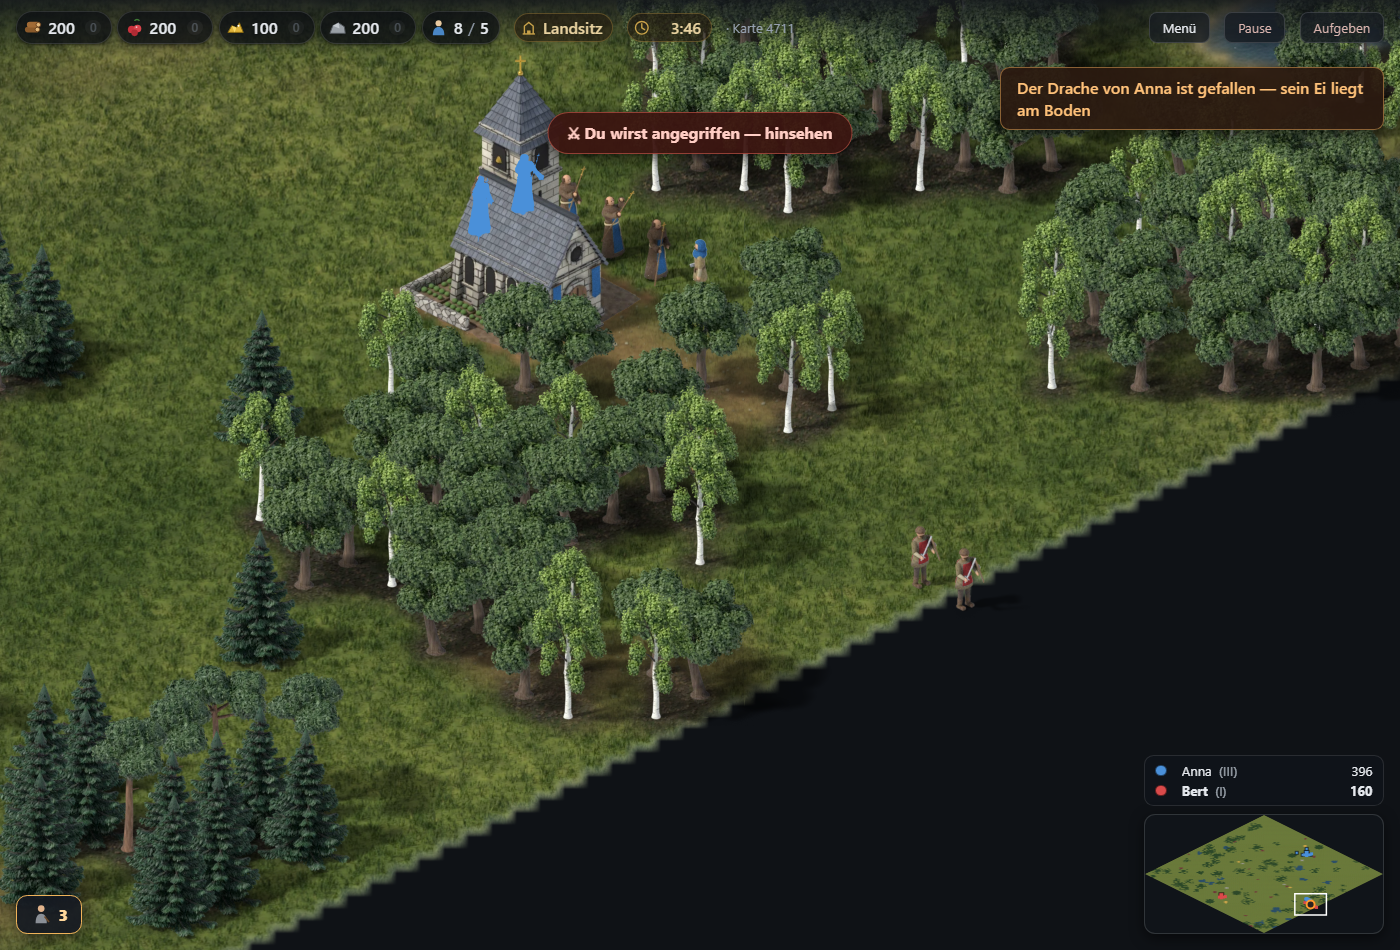 200 0 200 0 100 0 200 0 8 / 5 Landsitz 3:46 · Karte 4711 Menü Pause Aufgeben
Der Drache von Anna ist gefallen — sein Ei liegt
am Boden
⚔ Du wirst angegriffen — hinsehen
Anna (III) 396
Bert (I) 160
3